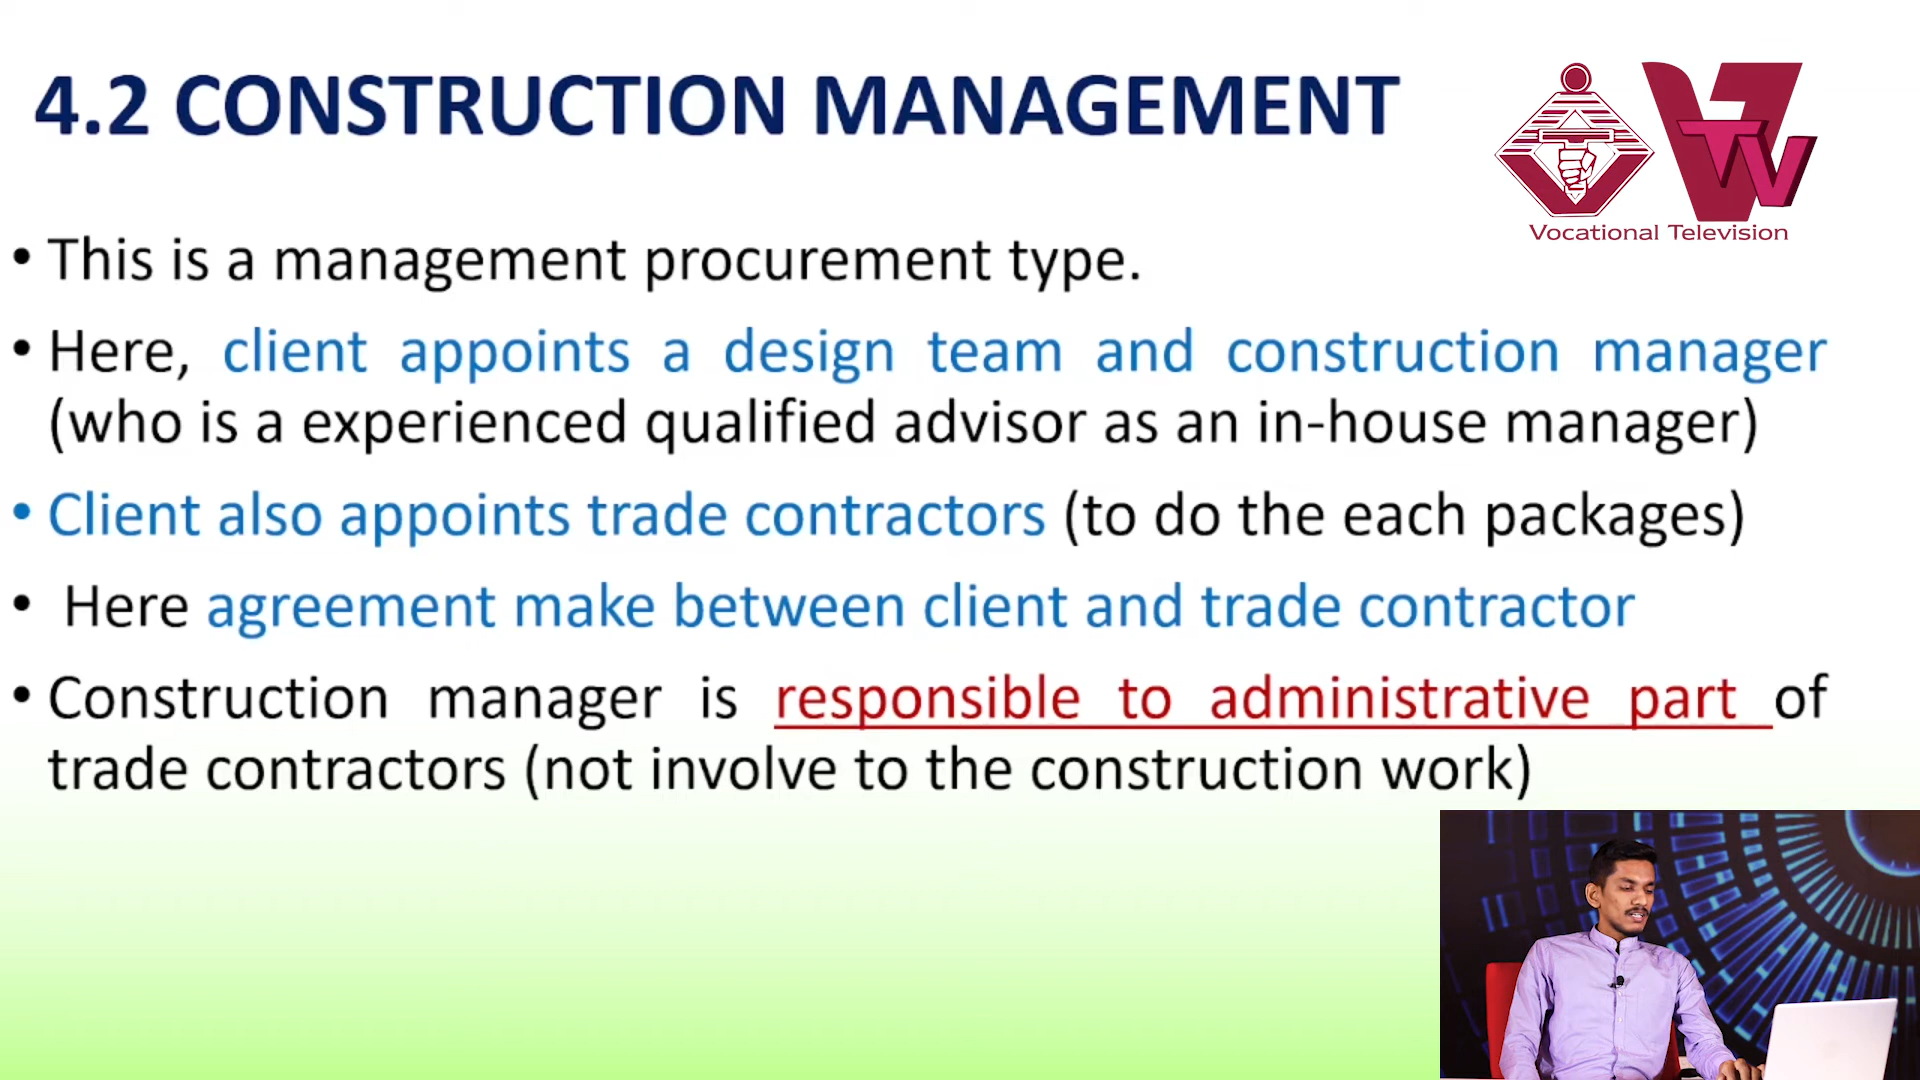 4.2 CONSTRUCTION MANAGEMENT
VTV
Vocational Television
• This is a management procurement type.
• Here, client appoints a design team and construction manager
(who is a experienced qualified advisor as an in-house manager)
• Client also appoints trade contractors (to do the each packages)
• Here agreement make between client and trade contractor
• Construction manager is responsible to administrative part of
trade contractors (not involve to the construction work)